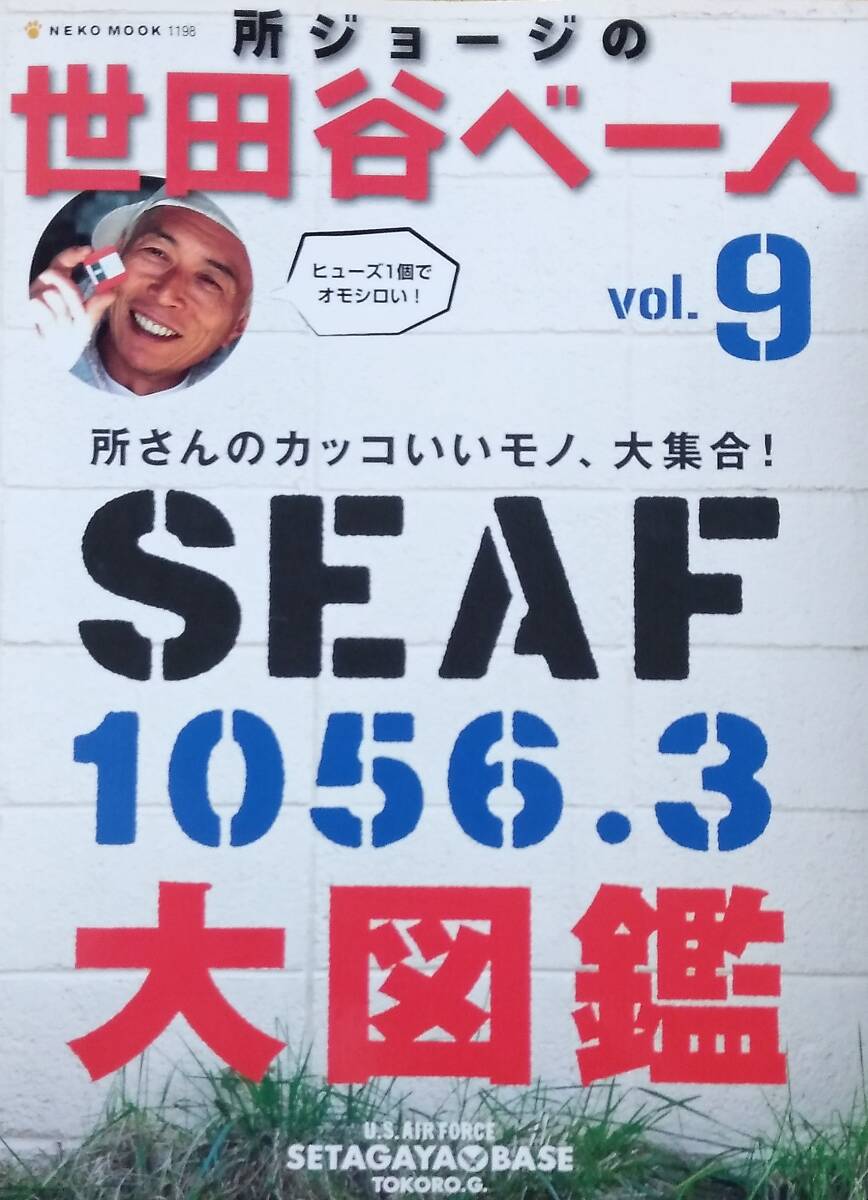 NEKO MOOK 1198
所ジョージの
世田谷ベース
ヒューズ1個で
オモシロい！
vol. 9
所さんのカッコいいモノ、大集合！
SEAF
1056.3
大図鑑
U.S. AIR FORCE
SETAGAYA BASE
TOKORO.G.